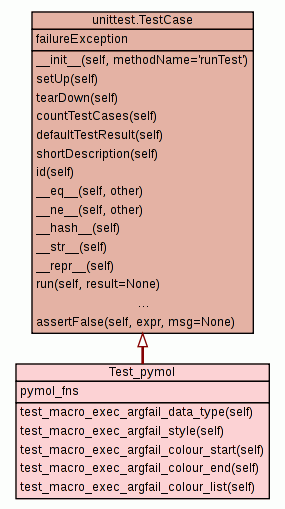 unittest.TestCase
failureException
__init__(self, methodName='runTest')
setUp(self)
tearDown(self)
countTestCases(self)
defaultTestResult(self)
shortDescription(self)
id(self)
__eq__(self, other)
__ne__(self, other)
__hash__(self)
__str__(self)
__repr__(self)
run(self, result=None)
...
assertFalse(self, expr, msg=None)
Test_pymol
pymol_fns
test_macro_exec_argfail_data_type(self)
test_macro_exec_argfail_style(self)
test_macro_exec_argfail_colour_start(self)
test_macro_exec_argfail_colour_end(self)
test_macro_exec_argfail_colour_list(self)